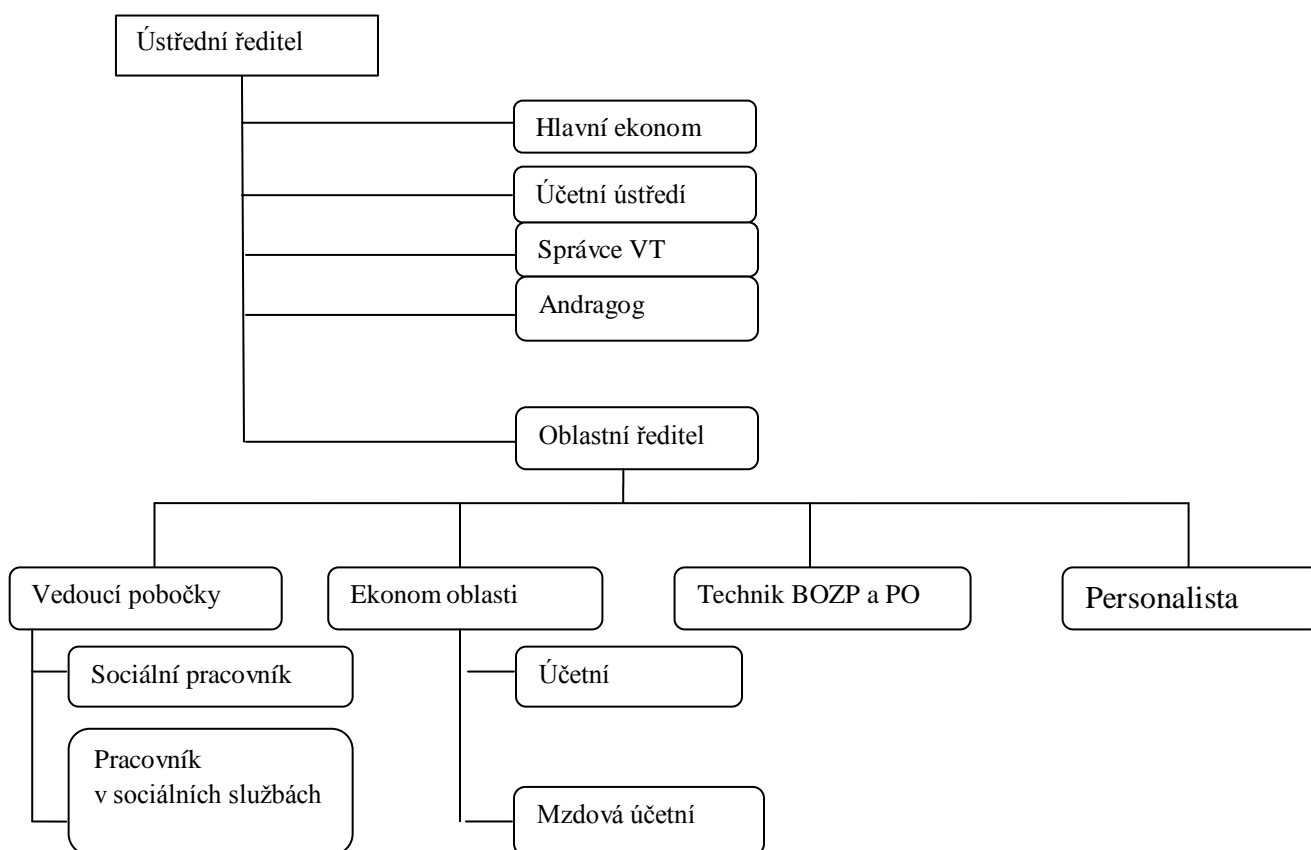 Ústřední ředitel
Hlavní ekonom
Účetní ústředí
Správce VT
Andragog
Oblastní ředitel
Vedoucí pobočky
Ekonom oblasti
Technik BOZP a PO
Personalista
Sociální pracovník
Účetní
Pracovník
v sociálních službách
Mzdová účetní